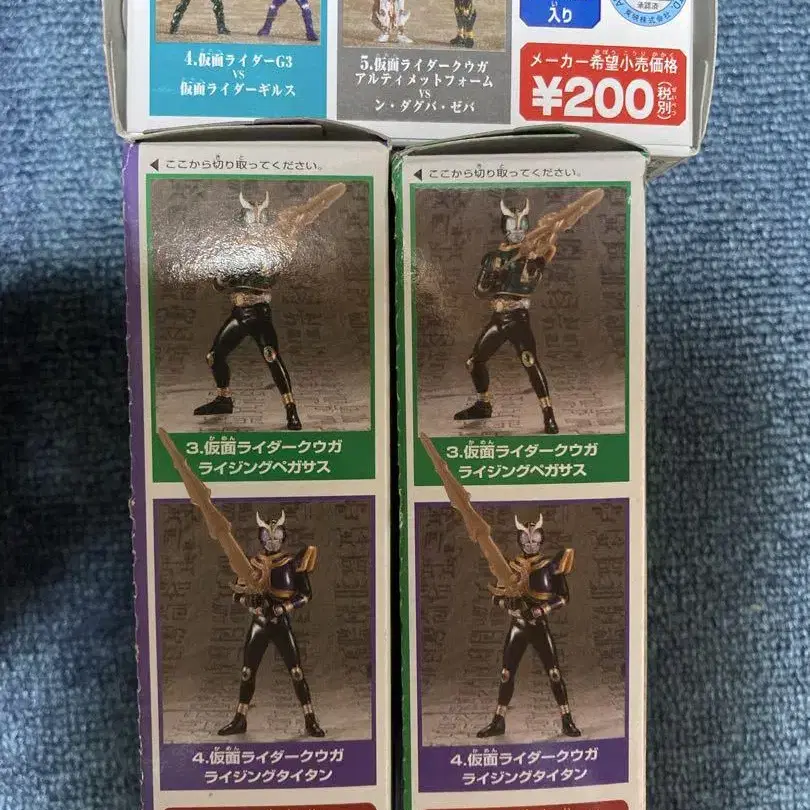 4.仮面ライダーG3
VS
仮面ライダーギルス
5.仮面ライダークウガ
アルティメットフォーム
VS
ン・ダグバ・ゼバ
入り
承認済
メーカー希望小売価格
¥200(税別)
◀ ここから切り取ってください。
3.仮面ライダークウガ
ライジングペガサス
4.仮面ライダークウガ
ライジングタイタン
◀ ここから切り取ってください。
3.仮面ライダークウガ
ライジングペガサス
4.仮面ライダークウガ
ライジングタイタン